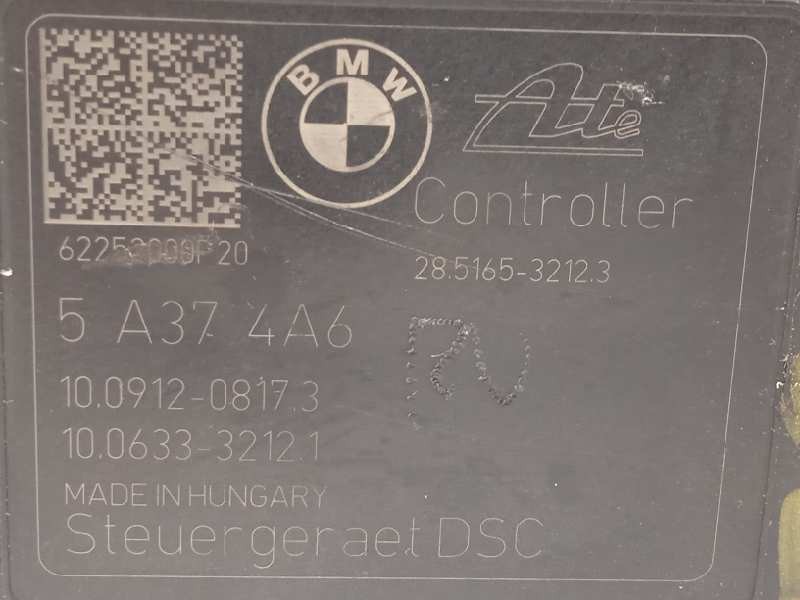 BMW
Ate
Controller
28.5165-3212.3
5 A37 4A6
10.0912-0817.3
10.0633-3212.1
MADE IN HUNGARY
Steuergeraet DSC